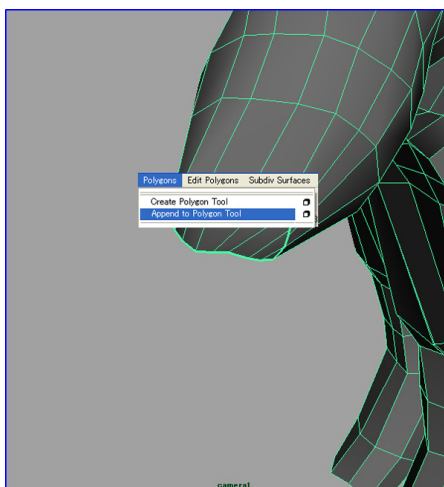 Polygons Edit Polygons Subdiv Surfaces
Create Polygon Tool
Append to Polygon Tool
camera1